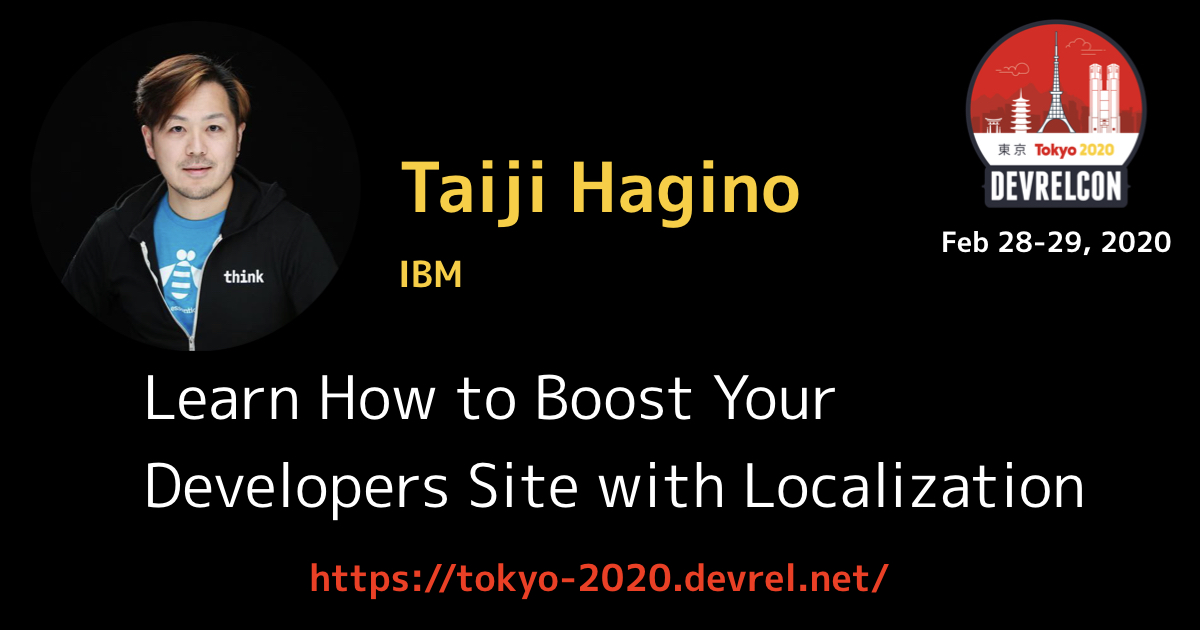 東京 Tokyo 2020
DEVRELCON
Feb 28-29, 2020
Taiji Hagino
IBM
think
Learn How to Boost Your
Developers Site with Localization
https://tokyo-2020.devrel.net/